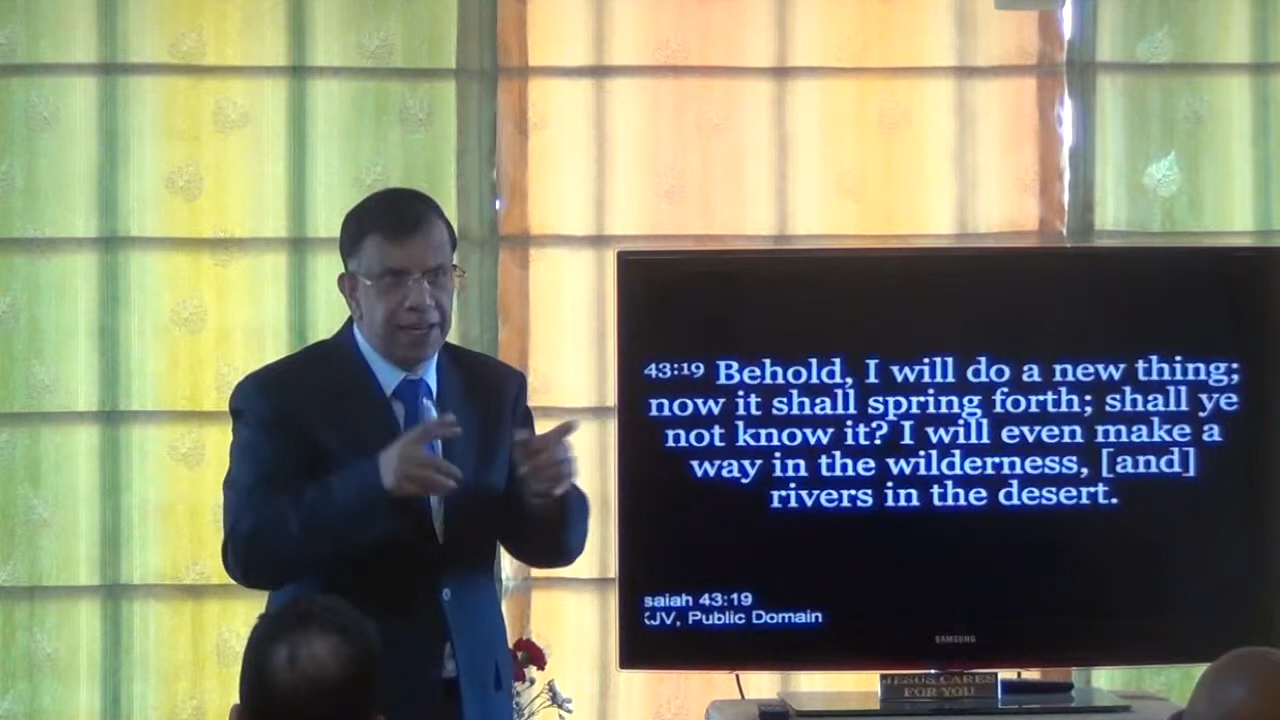 43:19 Behold, I will do a new thing;
now it shall spring forth; shall ye
not know it? I will even make a
way in the wilderness, [and]
rivers in the desert.
saiah 43:19
KJV, Public Domain
SAMSUNG
JESUS CARES
FOR YOU